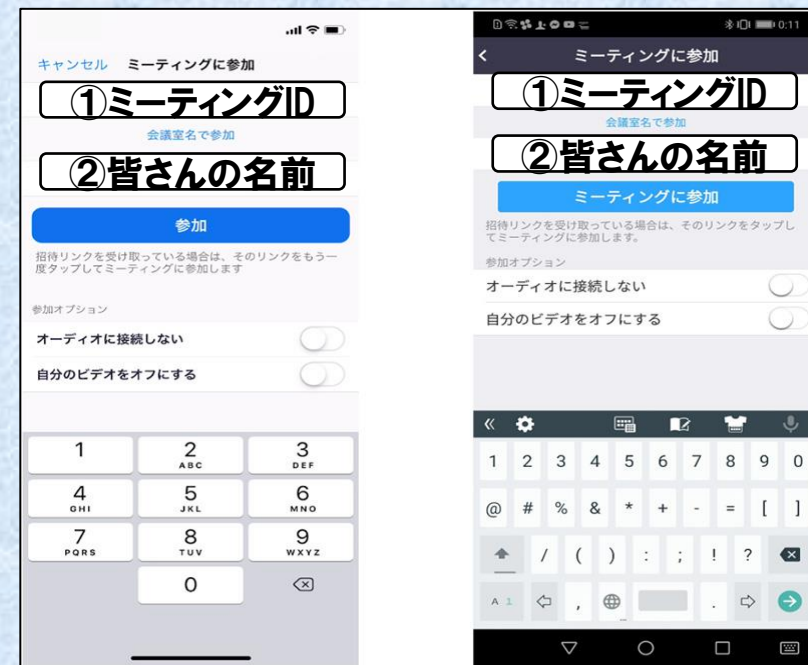 キャンセル ミーティングに参加
①ミーティングID
会議室名で参加
②皆さんの名前
参加
招待リンクを受け取っている場合は、そのリンクをもう一
度タップしてミーティングに参加します
参加オプション
オーディオに接続しない
自分のビデオをオフにする
1 2 3
ABC DEF
4 5 6
GHI JKL MNO
7 8 9
PQRS TUV WXYZ
0
0:11
< ミーティングに参加
①ミーティングID
会議室名で参加
②皆さんの名前
ミーティングに参加
招待リンクを受け取っている場合は、そのリンクをタップし
てミーティングに参加します。
参加オプション
オーディオに接続しない
自分のビデオをオフにする
1 2 3 4 5 6 7 8 9 0
@ # % & * + - = [ ]
/ ( ) : ; ! ?
A 1 , .